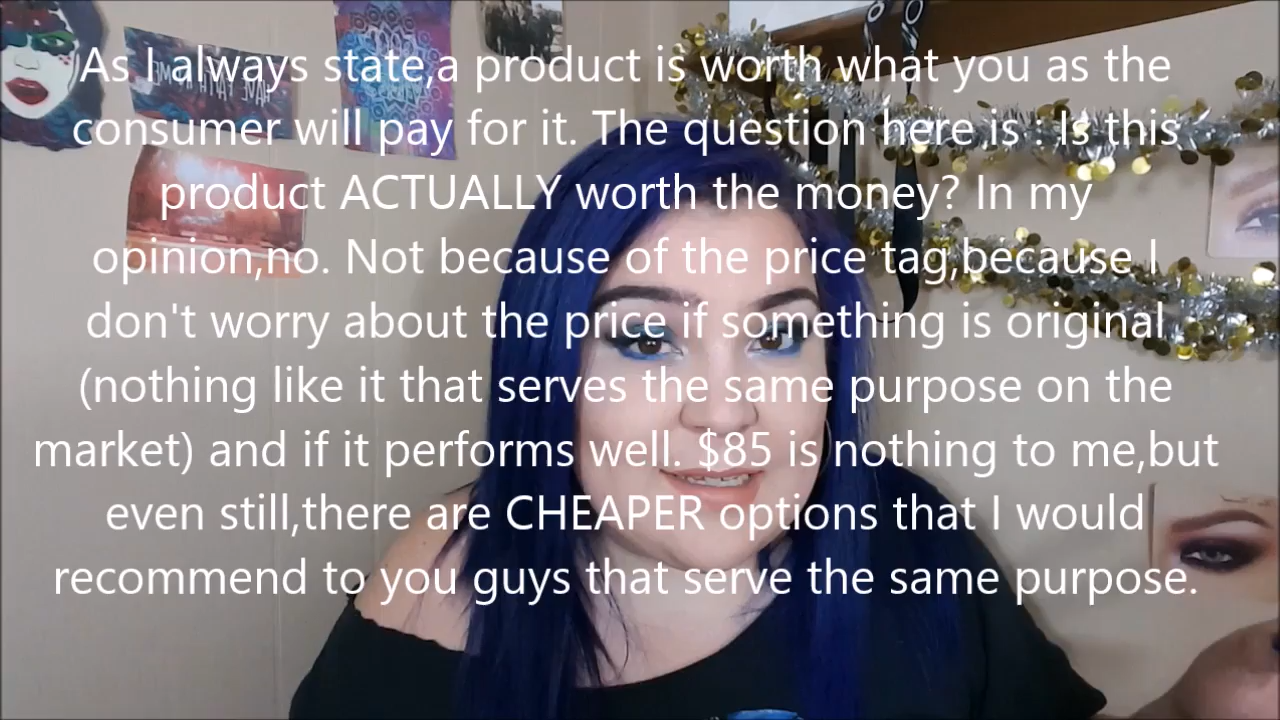 As I always state,a product is worth what you as the
consumer will pay for it. The question here is : Is this
product ACTUALLY worth the money? In my
opinion,no. Not because of the price tag,because I
don't worry about the price if something is original
(nothing like it that serves the same purpose on the
market) and if it performs well. $85 is nothing to me,but
even still,there are CHEAPER options that I would
recommend to you guys that serve the same purpose.